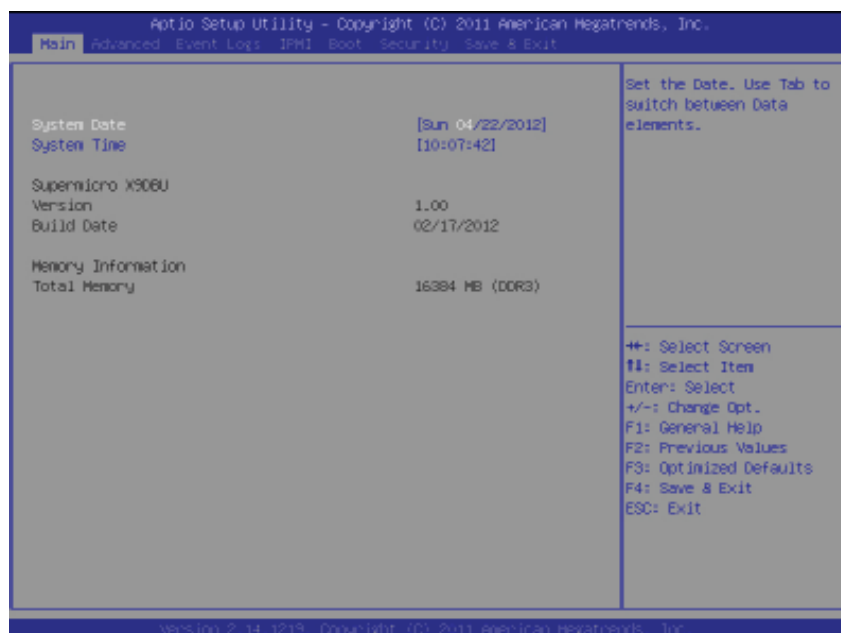 Aptio Setup Utility - Copyright (C) 2011 American Megatrends, Inc.
Main Advanced Event Logs IPMI Boot Security Save & Exit
System Date [Sun 04/22/2012]
System Time [10:07:42]
Supermicro X9DBU
Version 1.00
Build Date 02/17/2012
Memory Information
Total Memory 16384 MB (DDR3)
Set the Date. Use Tab to
switch between Data
elements.
→←: Select Screen
↑↓: Select Item
Enter: Select
+/-: Change Opt.
F1: General Help
F2: Previous Values
F3: Optimized Defaults
F4: Save & Exit
ESC: Exit
Version 2.14.1219. Copyright (C) 2011 American Megatrends, Inc.